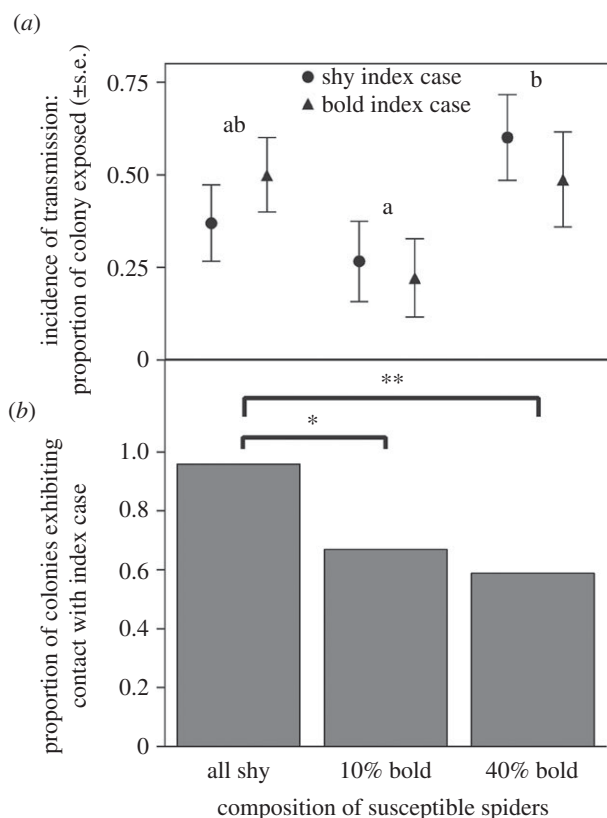 (a)
incidence of transmission:
proportion of colony exposed (±s.e.)
0.75
0.50
0.25
0
shy index case
bold index case
ab
a
b
(b)
proportion of colonies exhibiting
contact with index case
1.0
0.8
0.6
0.4
0.2
0
*
**
all shy 10% bold 40% bold
composition of susceptible spiders